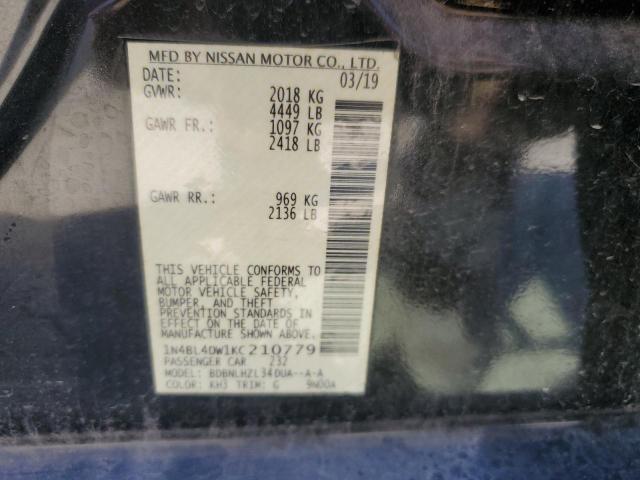 MFD BY NISSAN MOTOR CO., LTD.
DATE: 03/19
GVWR: 2018 KG
4449 LB
GAWR FR.: 1097 KG
2418 LB
GAWR RR.: 969 KG
2136 LB
THIS VEHICLE CONFORMS TO
ALL APPLICABLE FEDERAL
MOTOR VEHICLE SAFETY,
BUMPER, AND THEFT
PREVENTION STANDARDS IN
EFFECT ON THE DATE OF
MANUFACTURE SHOWN ABOVE.
1N4BL4DW1KC210779
PASSENGER CAR 232
MODEL: BDBNLHZL34DUA--A-A
COLOR: KH3 TRIM: G 9N00A